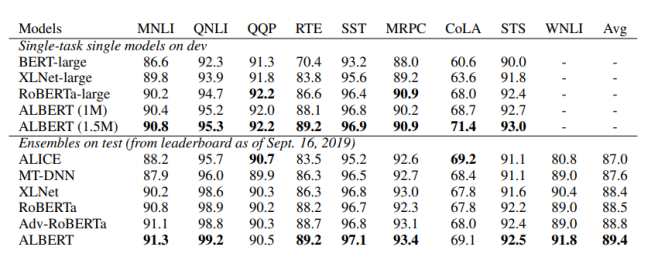 Models MNLI QNLI QQP RTE SST MRPC CoLA STS WNLI Avg
Single-task single models on dev
BERT-large 86.6 92.3 91.3 70.4 93.2 88.0 60.6 90.0 - -
XLNet-large 89.8 93.9 91.8 83.8 95.6 89.2 63.6 91.8 - -
RoBERTa-large 90.2 94.7 92.2 86.6 96.4 90.9 68.0 92.4 - -
ALBERT (1M) 90.4 95.2 92.0 88.1 96.8 90.2 68.7 92.7 - -
ALBERT (1.5M) 90.8 95.3 92.2 89.2 96.9 90.9 71.4 93.0 - -
Ensembles on test (from leaderboard as of Sept. 16, 2019)
ALICE 88.2 95.7 90.7 83.5 95.2 92.6 69.2 91.1 80.8 87.0
MT-DNN 87.9 96.0 89.9 86.3 96.5 92.7 68.4 91.1 89.0 87.6
XLNet 90.2 98.6 90.3 86.3 96.8 93.0 67.8 91.6 90.4 88.4
RoBERTa 90.8 98.9 90.2 88.2 96.7 92.3 67.8 92.2 89.0 88.5
Adv-RoBERTa 91.1 98.8 90.3 88.7 96.8 93.1 68.0 92.4 89.0 88.8
ALBERT 91.3 99.2 90.5 89.2 97.1 93.4 69.1 92.5 91.8 89.4